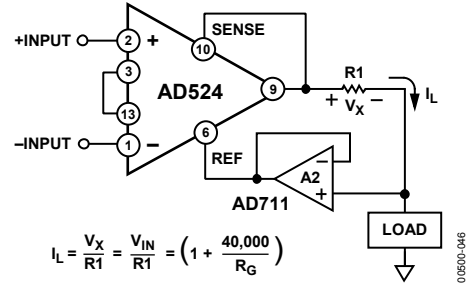 +INPUT
2
+
10
SENSE
3
AD524
9
R1
+ VX –
IL
13
–INPUT
1
–
6
REF
–
A2
+
AD711
LOAD
IL = VX/R1 = VIN/R1 = (1 + 40,000/RG)
00500-046